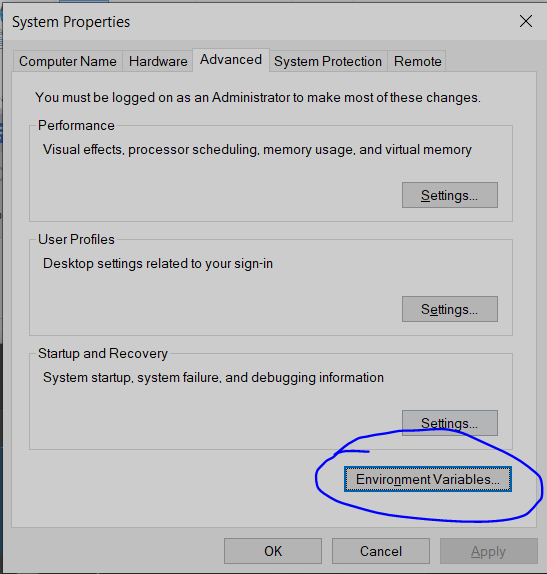 System Properties
Computer Name
Hardware
Advanced
System Protection
Remote
You must be logged on as an Administrator to make most of these changes.
Performance
Visual effects, processor scheduling, memory usage, and virtual memory
Settings...
User Profiles
Desktop settings related to your sign-in
Settings...
Startup and Recovery
System startup, system failure, and debugging information
Settings...
Environment Variables...
OK
Cancel
Apply